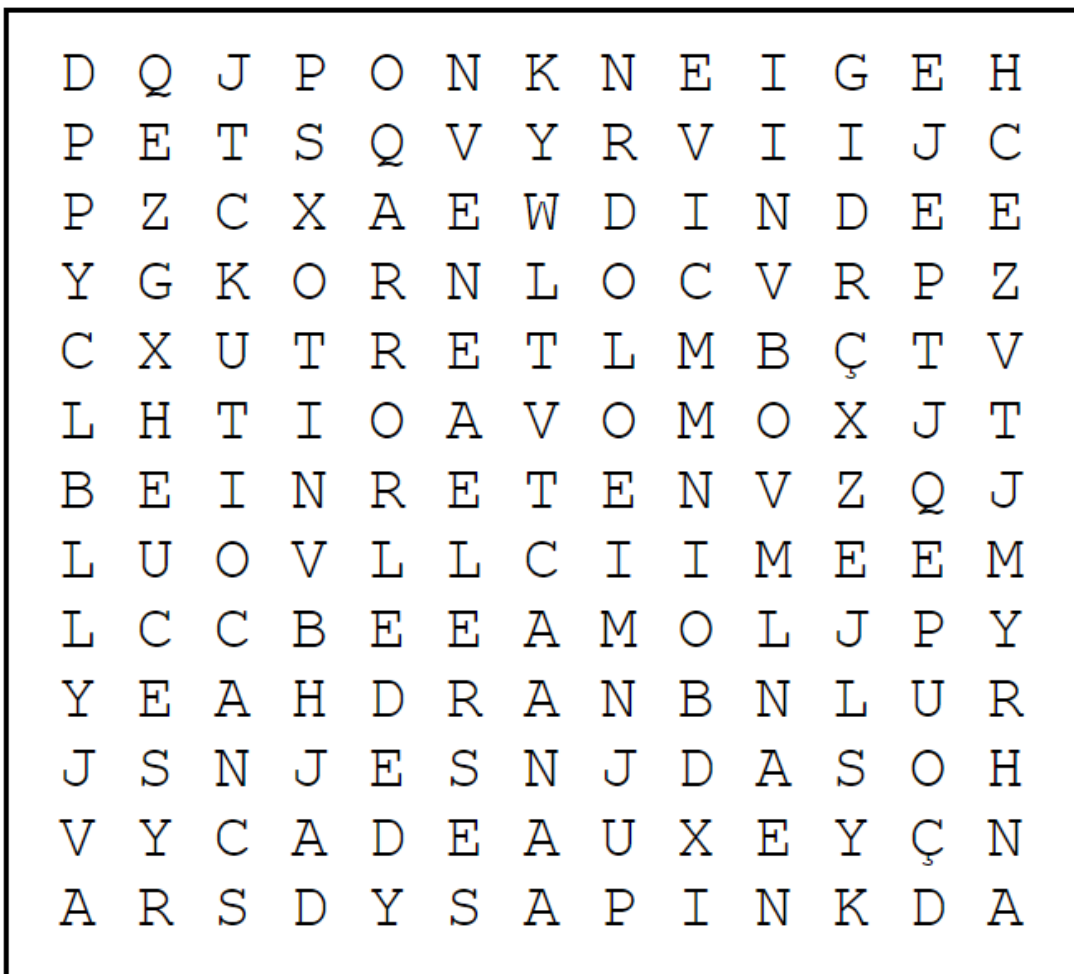 D Q J P O N K N E I G E H
P E T S Q V Y R V I I J C
P Z C X A E W D I N D E E
Y G K O R N L O C V R P Z
C X U T R E T L M B Ç T V
L H T I O A V O M O X J T
B E I N R E T E N V Z Q J
L U O V L L C I I M E E M
L C C B E E A M O L J P Y
Y E A H D R A N B N L U R
J S N J E S N J D A S O H
V Y C A D E A U X E Y Ç N
A R S D Y S A P I N K D A